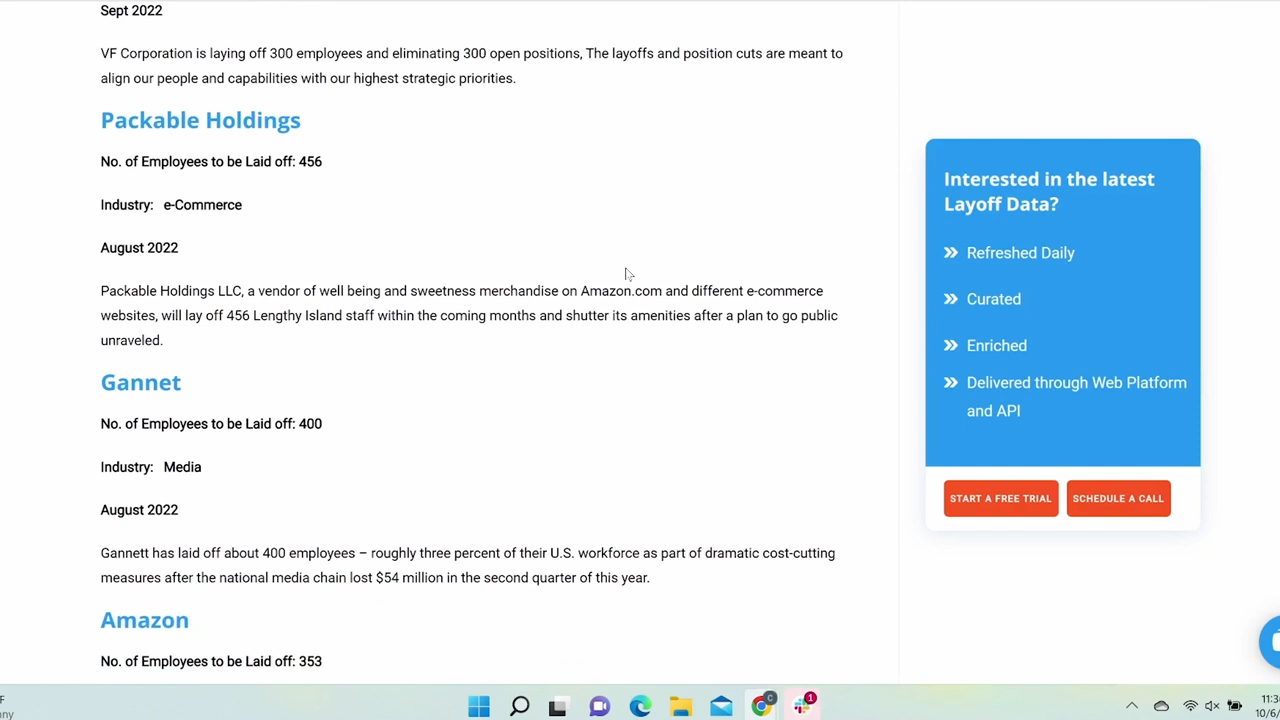 Sept 2022
VF Corporation is laying off 300 employees and eliminating 300 open positions, The layoffs and position cuts are meant to
align our people and capabilities with our highest strategic priorities.
Packable Holdings
No. of Employees to be Laid off: 456
Industry: e-Commerce
August 2022
Packable Holdings LLC, a vendor of well being and sweetness merchandise on Amazon.com and different e-commerce
websites, will lay off 456 Lengthy Island staff within the coming months and shutter its amenities after a plan to go public
unraveled.
Gannet
No. of Employees to be Laid off: 400
Industry: Media
August 2022
Gannett has laid off about 400 employees – roughly three percent of their U.S. workforce as part of dramatic cost-cutting
measures after the national media chain lost $54 million in the second quarter of this year.
Amazon
No. of Employees to be Laid off: 353
Interested in the latest
Layoff Data?
Refreshed Daily
Curated
Enriched
Delivered through Web Platform
and API
START A FREE TRIAL
SCHEDULE A CALL
C
1